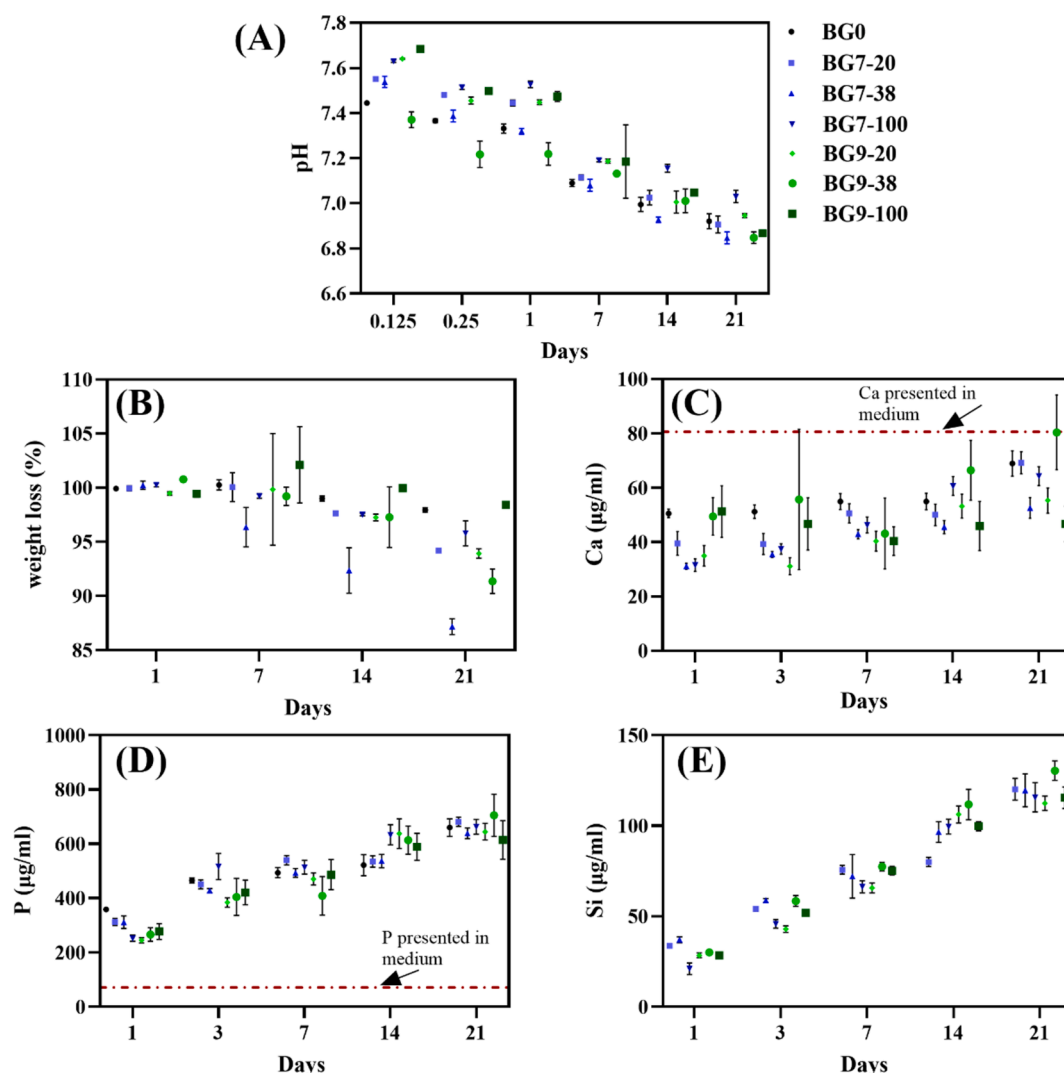 (A)
7.8
7.6
7.4
7.2
7.0
6.8
6.6
pH
0.125 0.25 1 7 14 21
Days
BG0
BG7-20
BG7-38
BG7-100
BG9-20
BG9-38
BG9-100
(B)
110
105
100
95
90
85
weight loss (%)
1 7 14 21
Days
(C)
100
80
60
40
20
0
Ca (µg/ml)
Ca presented in
medium
1 3 7 14 21
Days
(D)
1000
800
600
400
200
0
P (µg/ml)
P presented in
medium
1 3 7 14 21
Days
(E)
150
100
50
0
Si (µg/ml)
1 3 7 14 21
Days